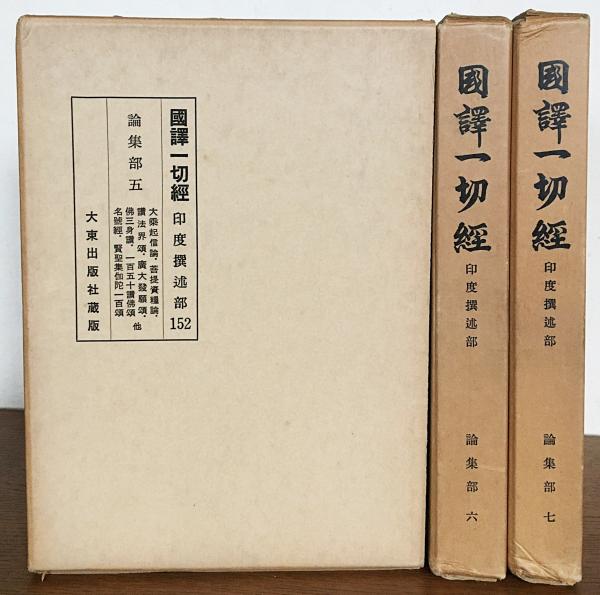 國譯一切經 印度撰述部 152
論集部 五
大乘起信論・菩提資糧論・
讃法界頌・廣大發願頌・他
佛三身讃・一百五十讃佛頌
名號經・賢聖集伽陀一百頌
大東出版社蔵版
國譯一切經 印度撰述部 論集部 六
國譯一切經 印度撰述部 論集部 七